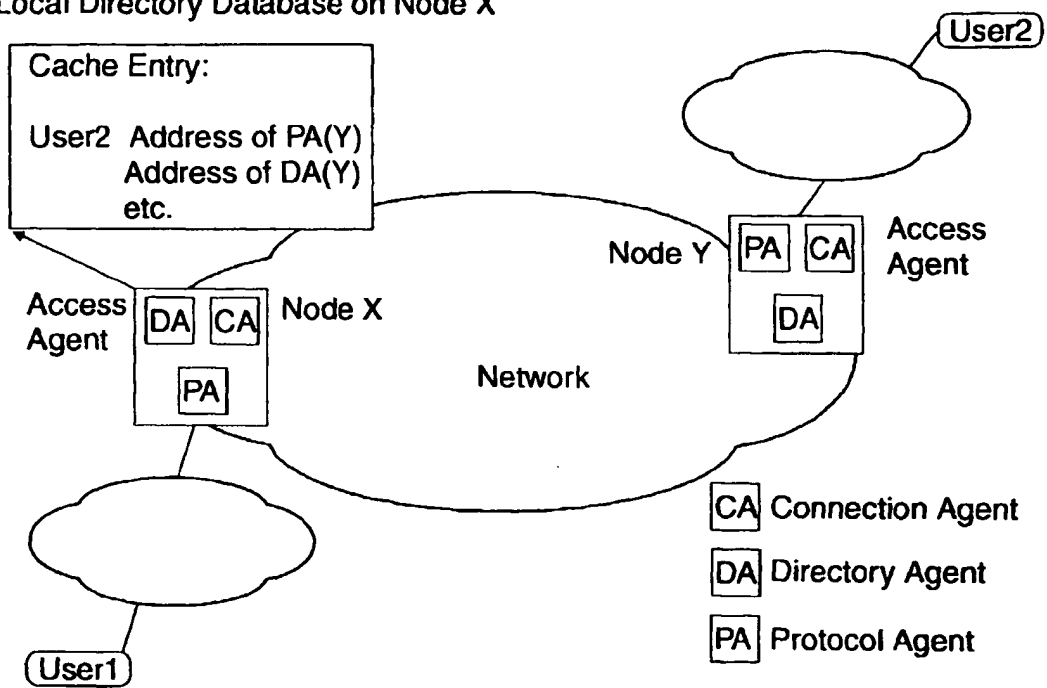 Local Directory Database on Node X
User2
Cache Entry:
User2 Address of PA(Y)
Address of DA(Y)
etc.
Node Y
PA
CA
Access
Agent
DA
Access
Agent
DA
CA
Node X
PA
Network
CA Connection Agent
DA Directory Agent
PA Protocol Agent
User1